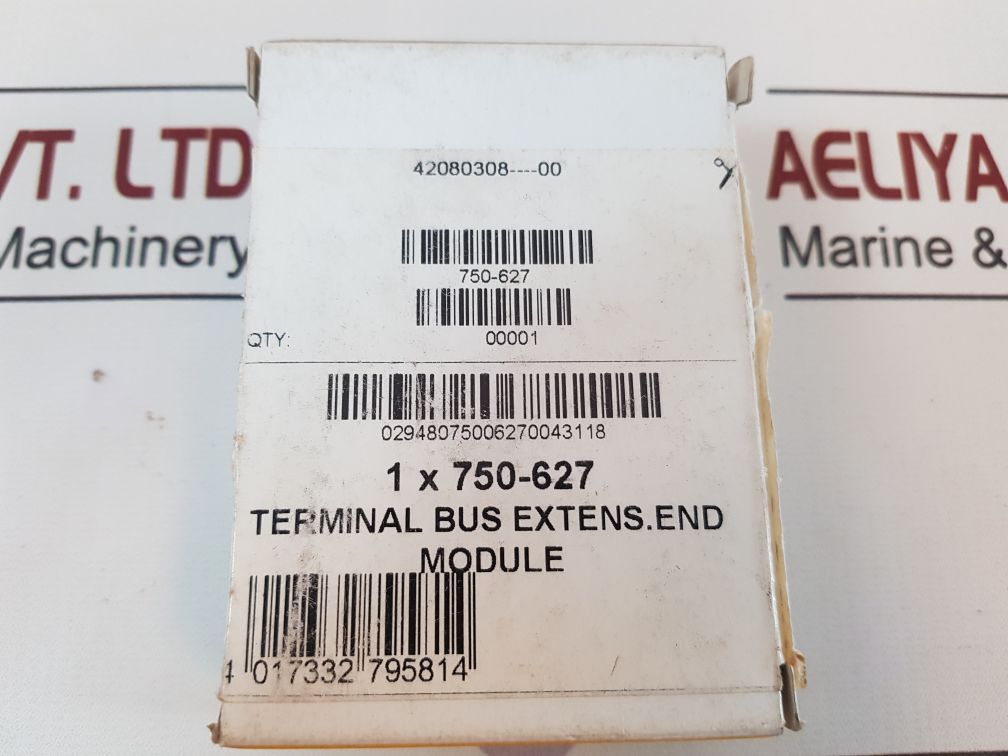 42080308----00
750-627
QTY: 00001
02948075006270043118
1 x 750-627
TERMINAL BUS EXTENS.END
MODULE
4 017332 795814
VT. LTD
Machinery
AELIYA
Marine &